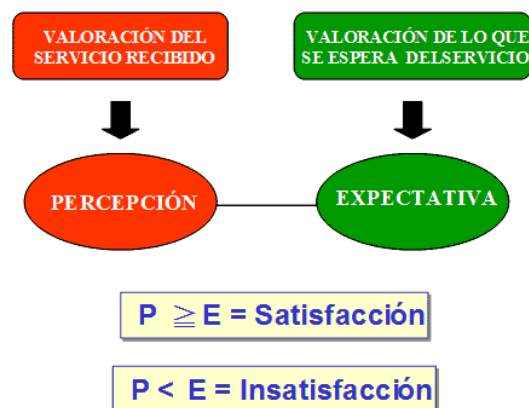 VALORACIÓN DEL
SERVICIO RECIBIDO
VALORACIÓN DE LO QUE
SE ESPERA DELSERVICIO
PERCEPCIÓN
EXPECTATIVA
P ≧ E = Satisfacción
P < E = Insatisfacción